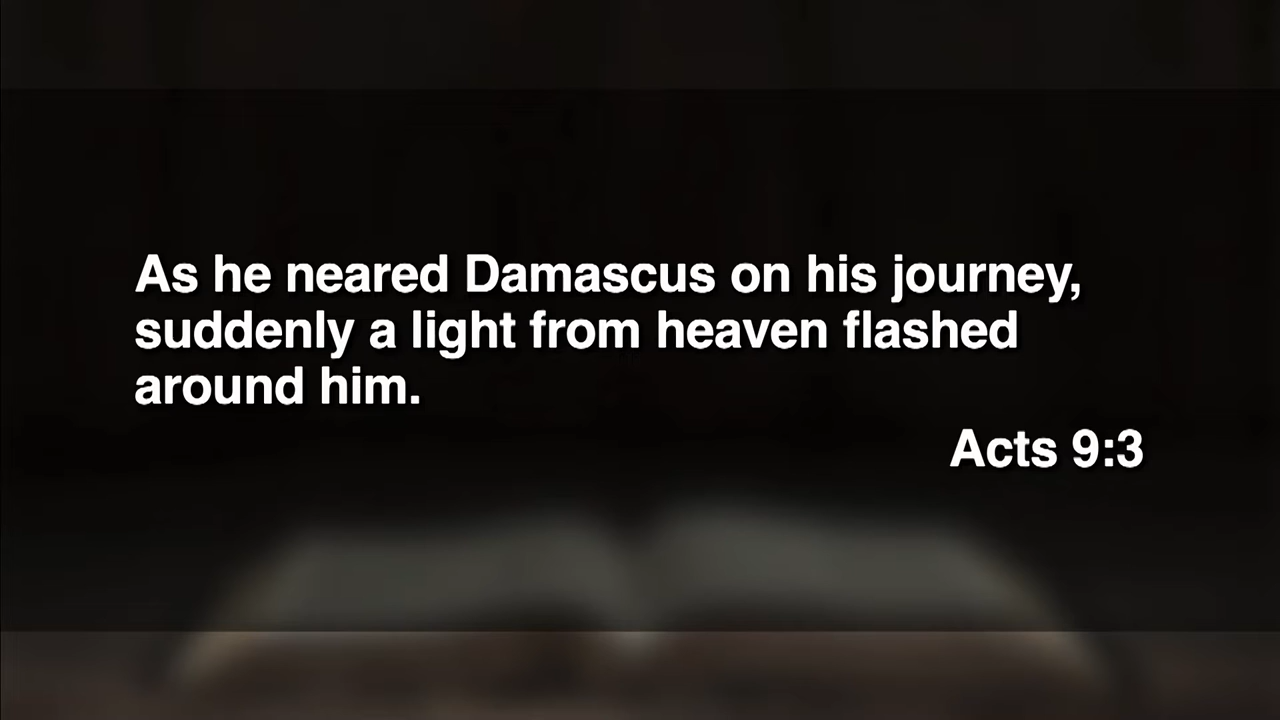 As he neared Damascus on his journey,
suddenly a light from heaven flashed
around him.
Acts 9:3